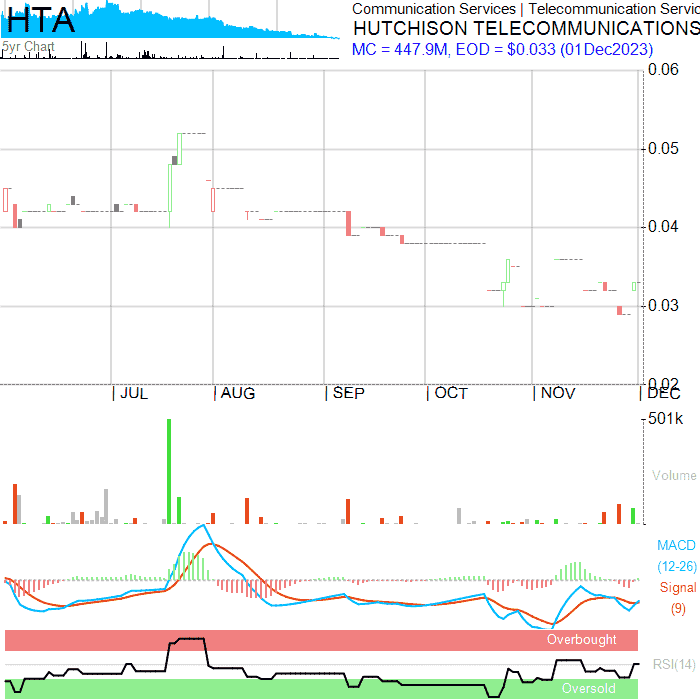 HTA
5yr Chart
Communication Services | Telecommunication Servic
HUTCHISON TELECOMMUNICATIONS
MC = 447.9M, EOD = $0.033 (01Dec2023)
0.06
0.05
0.04
0.03
0.02
| JUL | AUG | SEP | OCT | NOV | DEC
501k
Volume
MACD
(12-26)
Signal
(9)
Overbought
RSI(14)
Oversold